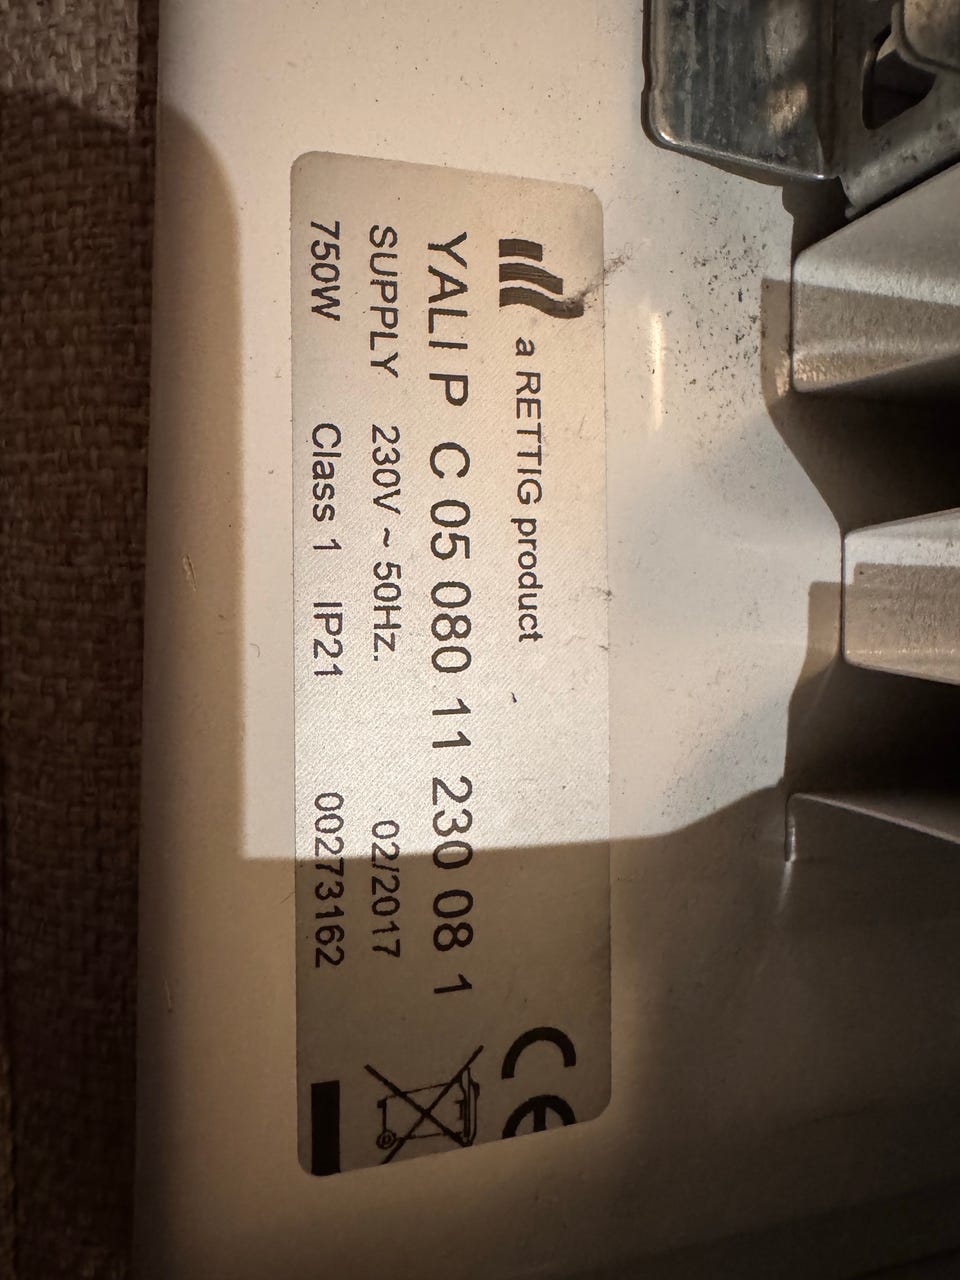 a RETTIG product
YALI P C 05 080 11 230 08 1
SUPPLY 230V ~ 50Hz. 02/2017
750W Class 1 IP21 00273162
CE